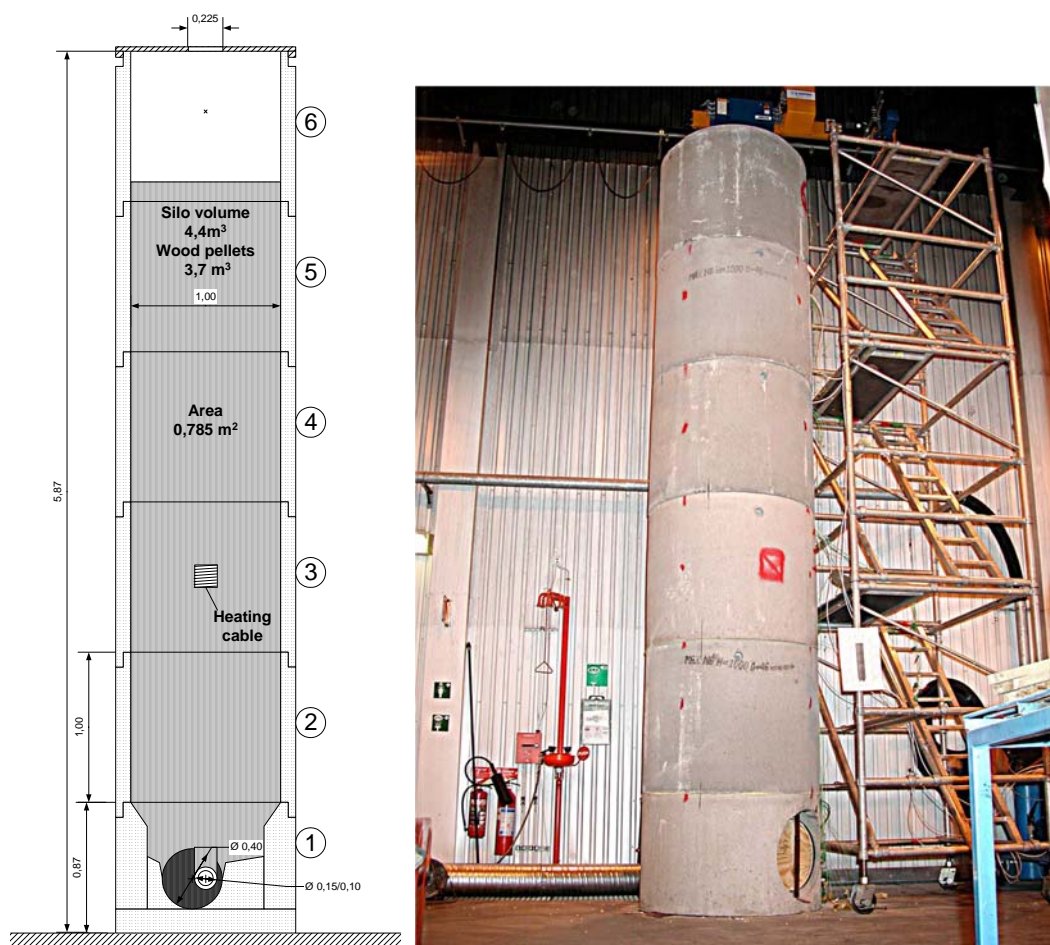 0,225
6
Silo volume
4,4m³
Wood pellets
3,7 m³
5
1,00
Area
0,785 m²
4
5,87
3
Heating
cable
1,00
2
0,87
1
Ø 0,40
Ø 0,15/0,10